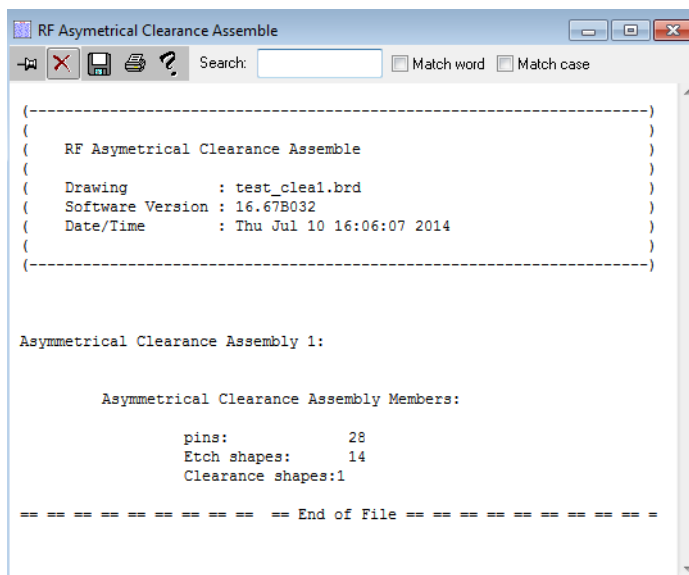 RF Asymetrical Clearance Assemble
Search: Match word Match case
(---------------------------------------------------------------------)
( )
( RF Asymetrical Clearance Assemble )
( )
( Drawing : test_clea1.brd )
( Software Version : 16.67B032 )
( Date/Time : Thu Jul 10 16:06:07 2014 )
( )
(---------------------------------------------------------------------)
Asymmetrical Clearance Assembly 1:
Asymmetrical Clearance Assembly Members:
pins: 28
Etch shapes: 14
Clearance shapes:1
== == == == == == == == == == End of File == == == == == == == == == =